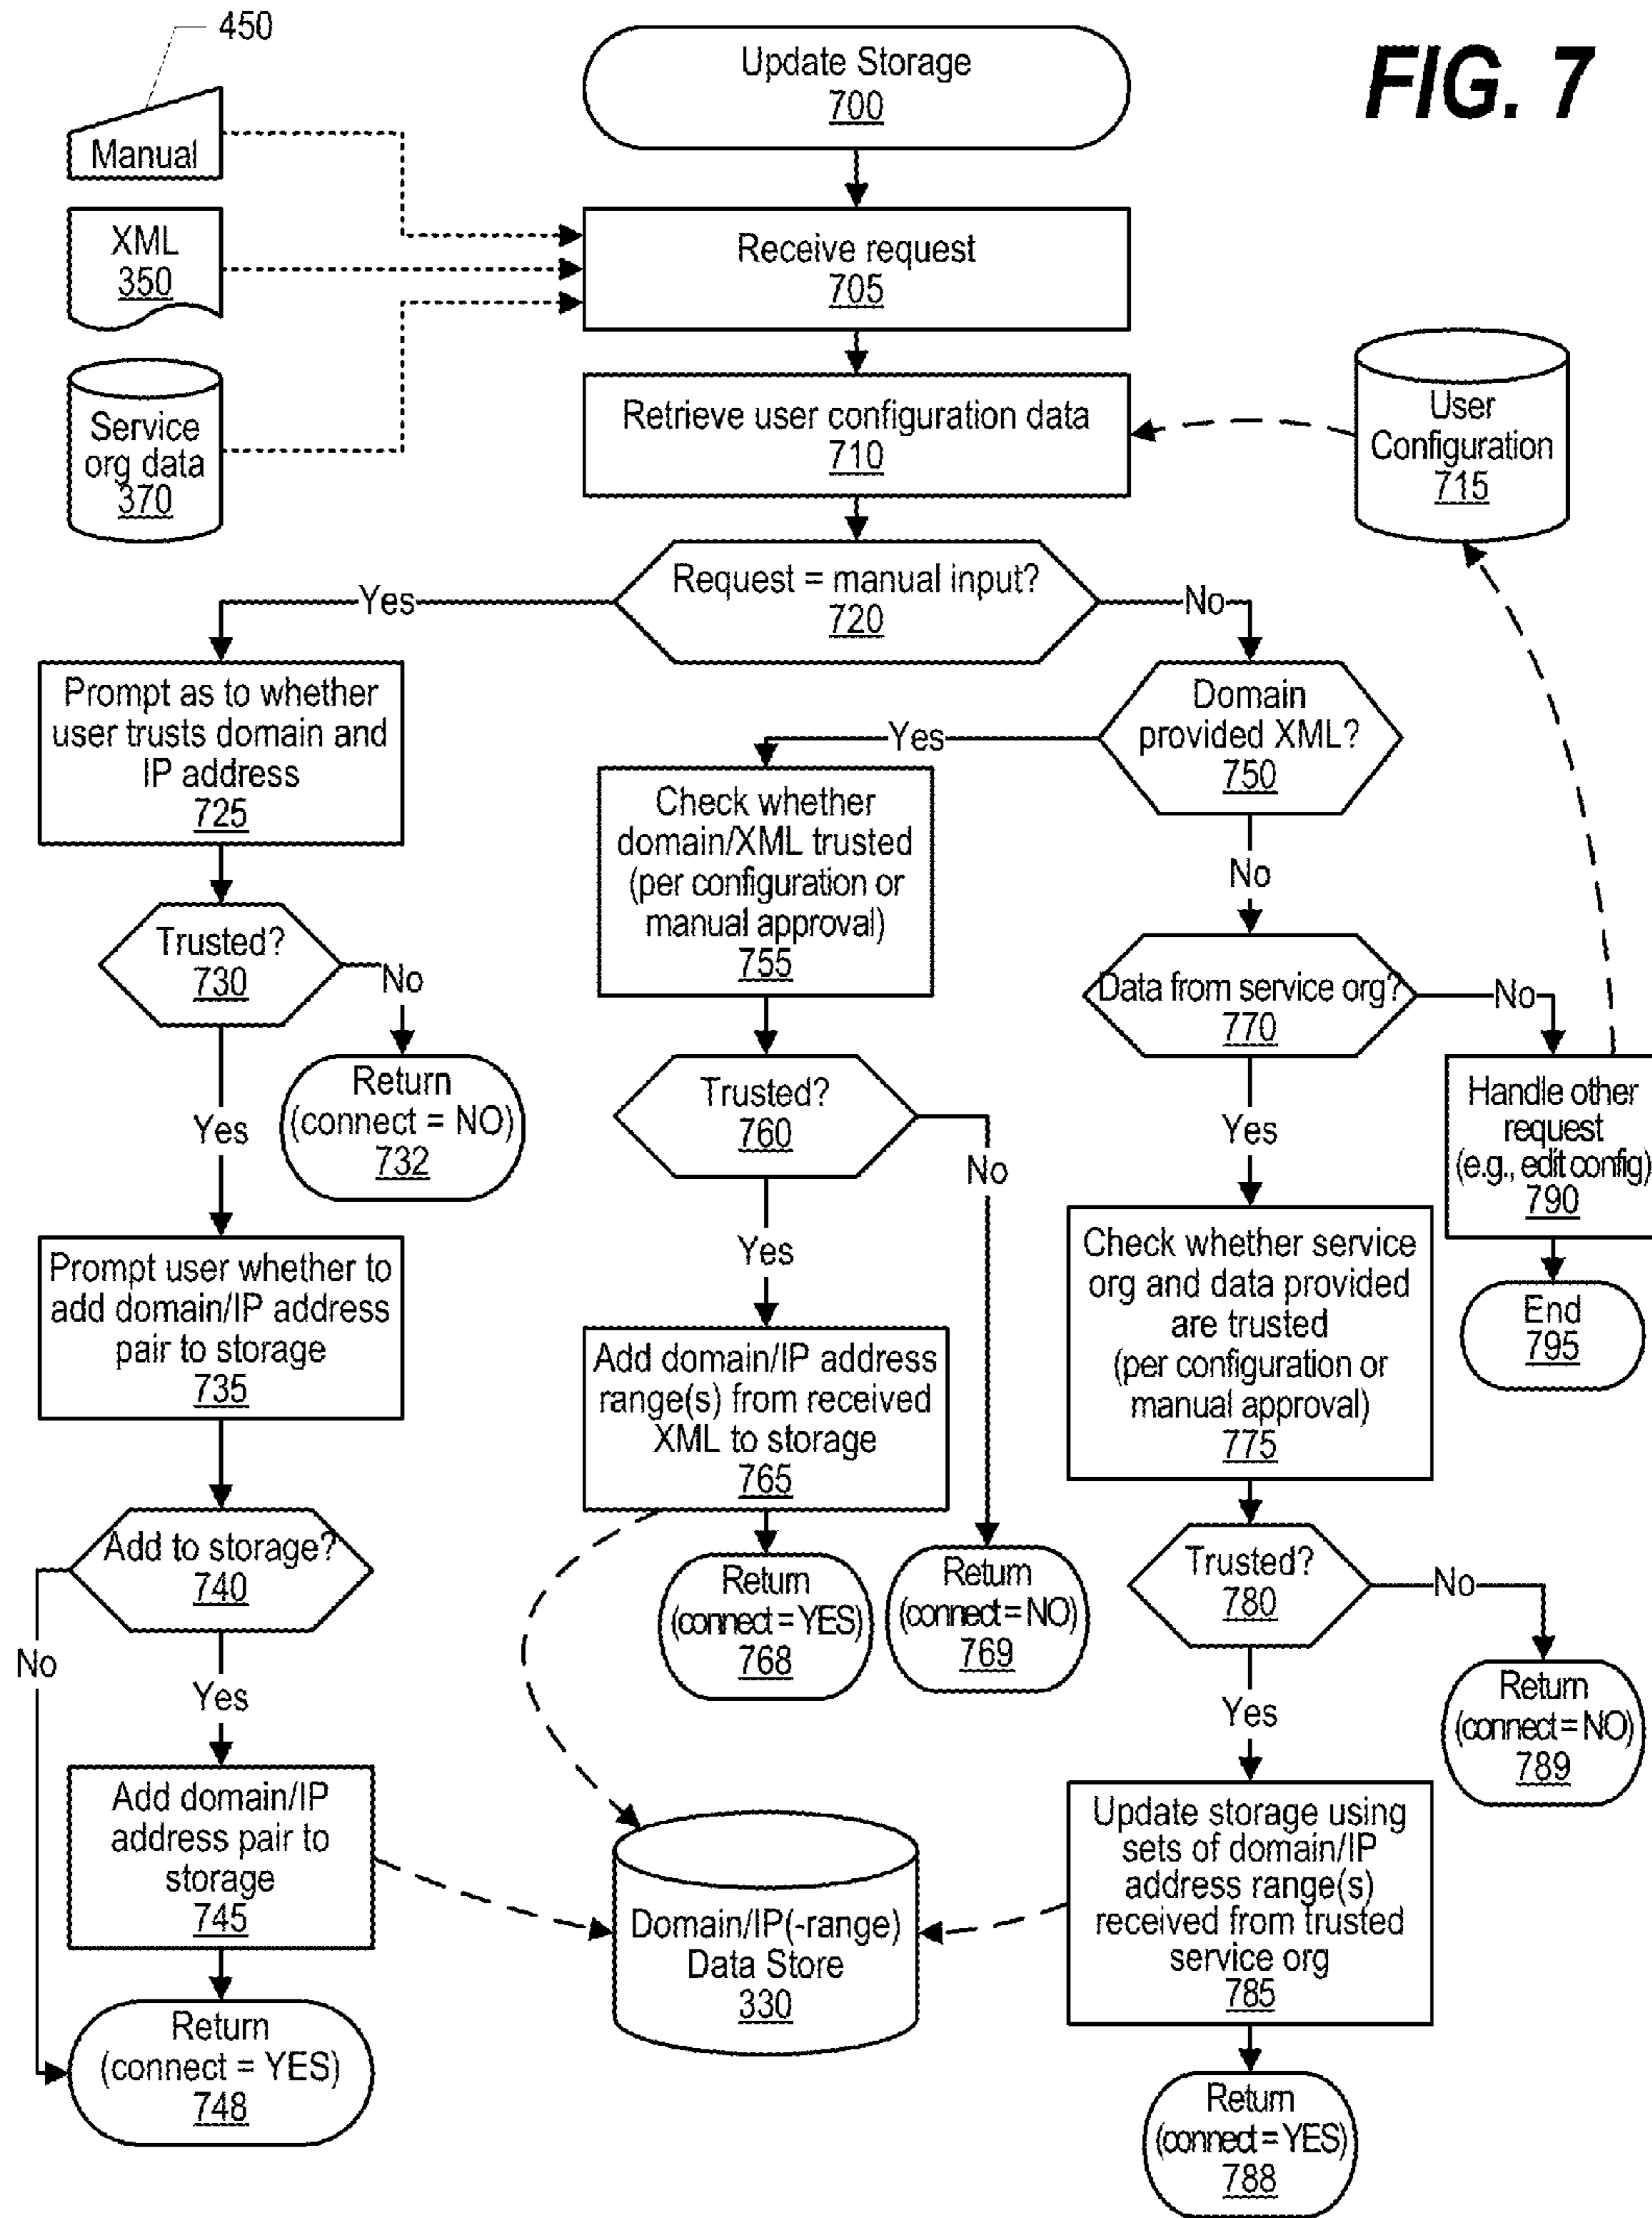 FIG. 7
450
Manual
XML
350
Service
org data
370
Update Storage
700
Receive request
705
Retrieve user configuration data
710
User
Configuration
715
Request = manual input?
720
Yes
No
Prompt as to whether
user trusts domain and
IP address
725
Trusted?
730
No
Return
(connect = NO)
732
Yes
Prompt user whether to
add domain/IP address
pair to storage
735
Add to storage?
740
No
Yes
Add domain/IP
address pair to
storage
745
Return
(connect = YES)
748
Domain
provided XML?
750
Yes
Check whether
domain/XML trusted
(per configuration or
manual approval)
755
Trusted?
760
No
Yes
Add domain/IP address
range(s) from received
XML to storage
765
Return
(connect = YES)
768
Return
(connect = NO)
769
Domain/IP(-range)
Data Store
330
No
Data from service org?
770
No
Handle other
request
(e.g., edit config)
790
End
795
Yes
Check whether service
org and data provided
are trusted
(per configuration or
manual approval)
775
Trusted?
780
No
Return
(connect = NO)
789
Yes
Update storage using
sets of domain/IP
address range(s)
received from trusted
service org
785
Return
(connect = YES)
788